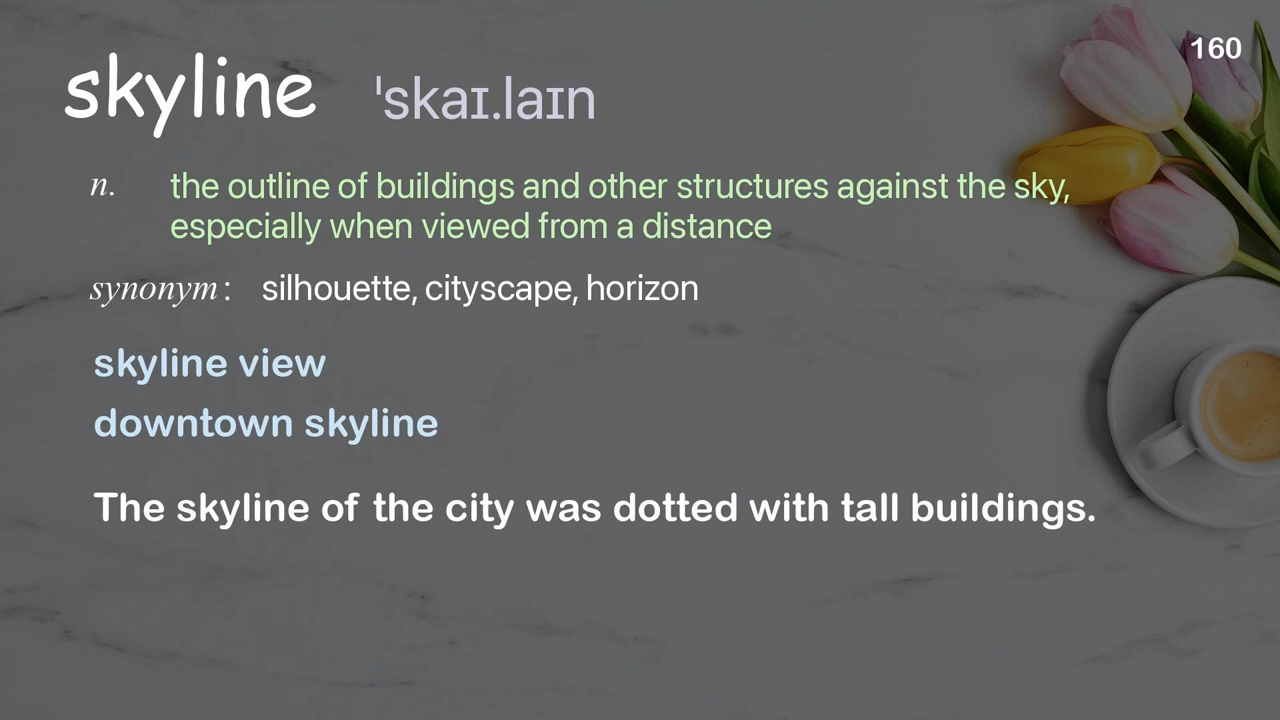 160
skyline ˈskaɪ.laɪn
n. the outline of buildings and other structures against the sky,
especially when viewed from a distance
synonym: silhouette, cityscape, horizon
skyline view
downtown skyline
The skyline of the city was dotted with tall buildings.